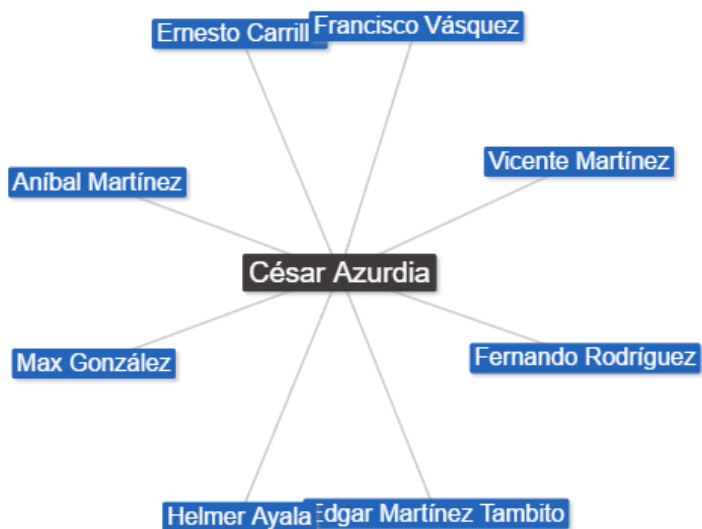 Ernesto Carrill
Francisco Vásquez
Vicente Martínez
Aníbal Martínez
César Azurdia
Max González
Fernando Rodríguez
Helmer Ayala
Edgar Martínez Tambito